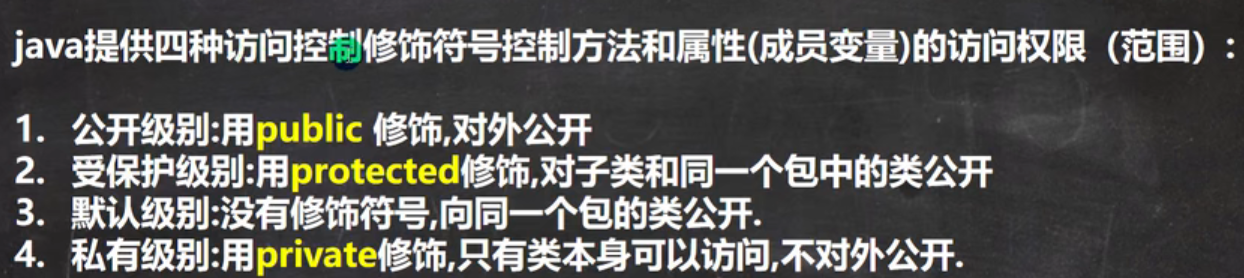 java提供四种访问控制修饰符号控制方法和属性(成员变量)的访问权限（范围）:
1. 公开级别:用public 修饰,对外公开
2. 受保护级别:用protected修饰,对子类和同一个包中的类公开
3. 默认级别:没有修饰符号,向同一个包的类公开.
4. 私有级别:用private修饰,只有类本身可以访问,不对外公开.